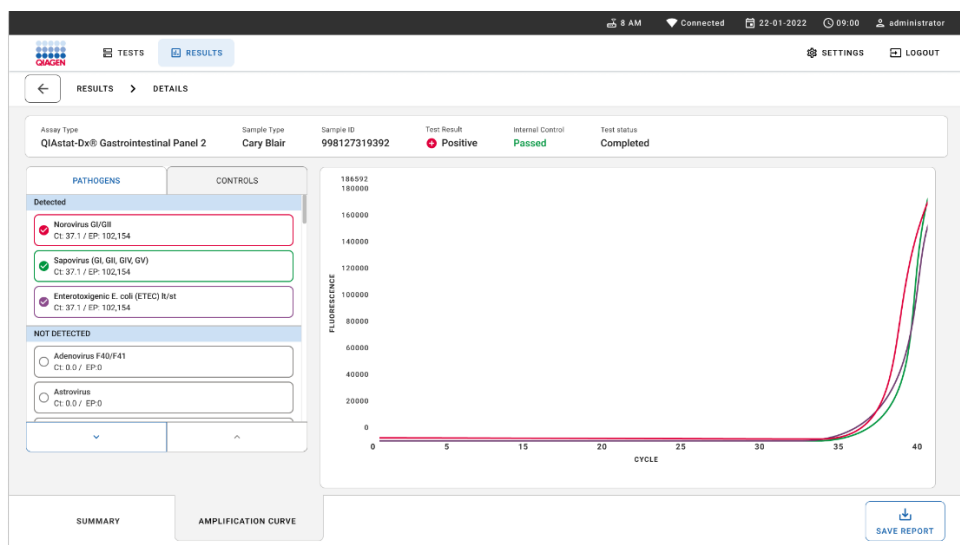 8 AM Connected 22-01-2022 09:00 administrator
QIAGEN TESTS RESULTS SETTINGS LOGOUT
RESULTS > DETAILS
Assay Type Sample Type Sample ID Test Result Internal Control Test status
QIAstat-Dx® Gastrointestinal Panel 2 Cary Blair 998127319392 Positive Passed Completed
PATHOGENS CONTROLS
Detected
Norovirus GI/GII
Ct: 37.1 / EP: 102,154
Sapovirus (GI, GII, GIV, GV)
Ct: 37.1 / EP: 102,154
Enterotoxigenic E. coli (ETEC) lt/st
Ct: 37.1 / EP: 102,154
NOT DETECTED
Adenovirus F40/F41
Ct: 0.0 / EP:0
Astrovirus
Ct: 0.0 / EP:0
186592
180000
160000
140000
120000
100000
80000
60000
40000
20000
0
FLUORESCENCE
0 5 15 20 25 30 35 40
CYCLE
SUMMARY AMPLIFICATION CURVE
SAVE REPORT